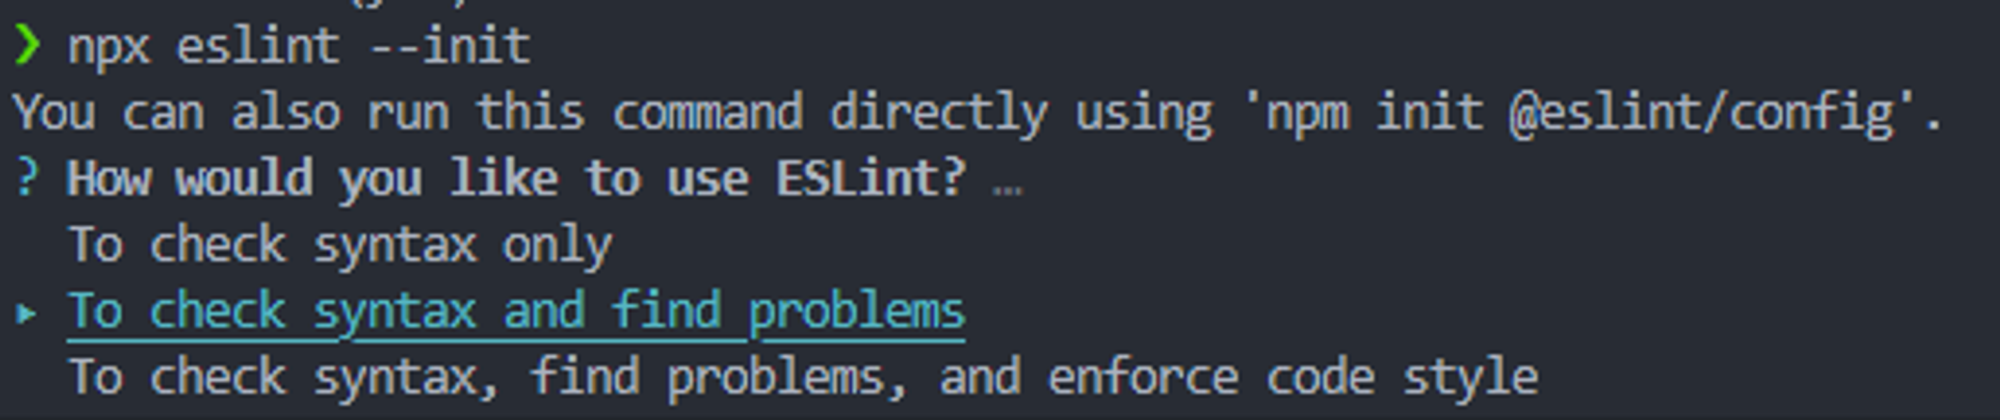 ❯ npx eslint --init
You can also run this command directly using 'npm init @eslint/config'.
? How would you like to use ESLint? …
To check syntax only
▸ To check syntax and find problems
To check syntax, find problems, and enforce code style